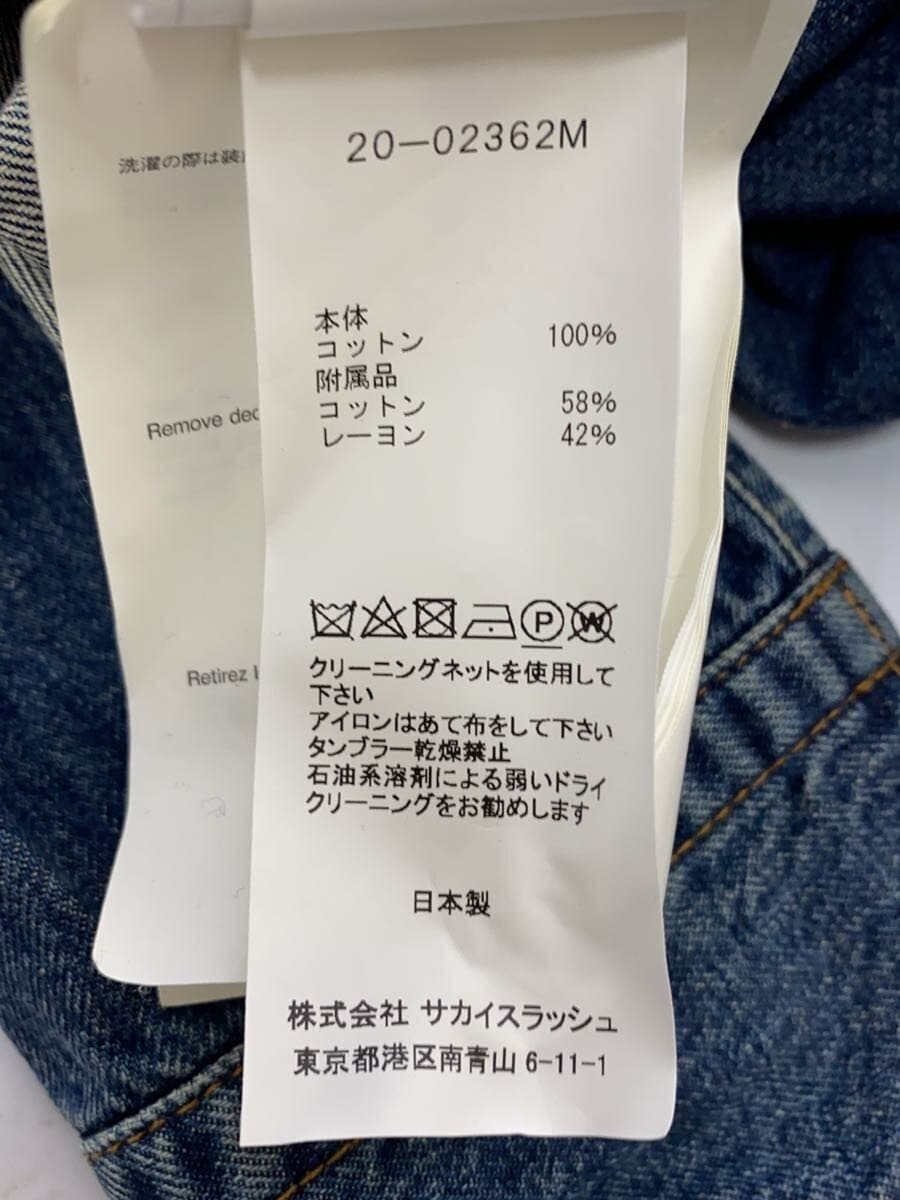 20-02362M
本体
コットン 100%
附属品
コットン 58%
レーヨン 42%
P W
クリーニングネットを使用して
下さい
アイロンはあて布をして下さい
タンブラー乾燥禁止
石油系溶剤による弱いドライ
クリーニングをお勧めします
日本製
株式会社 サカイスラッシュ
東京都港区南青山 6-11-1
洗濯の際は装
Remove dec
Retirez l